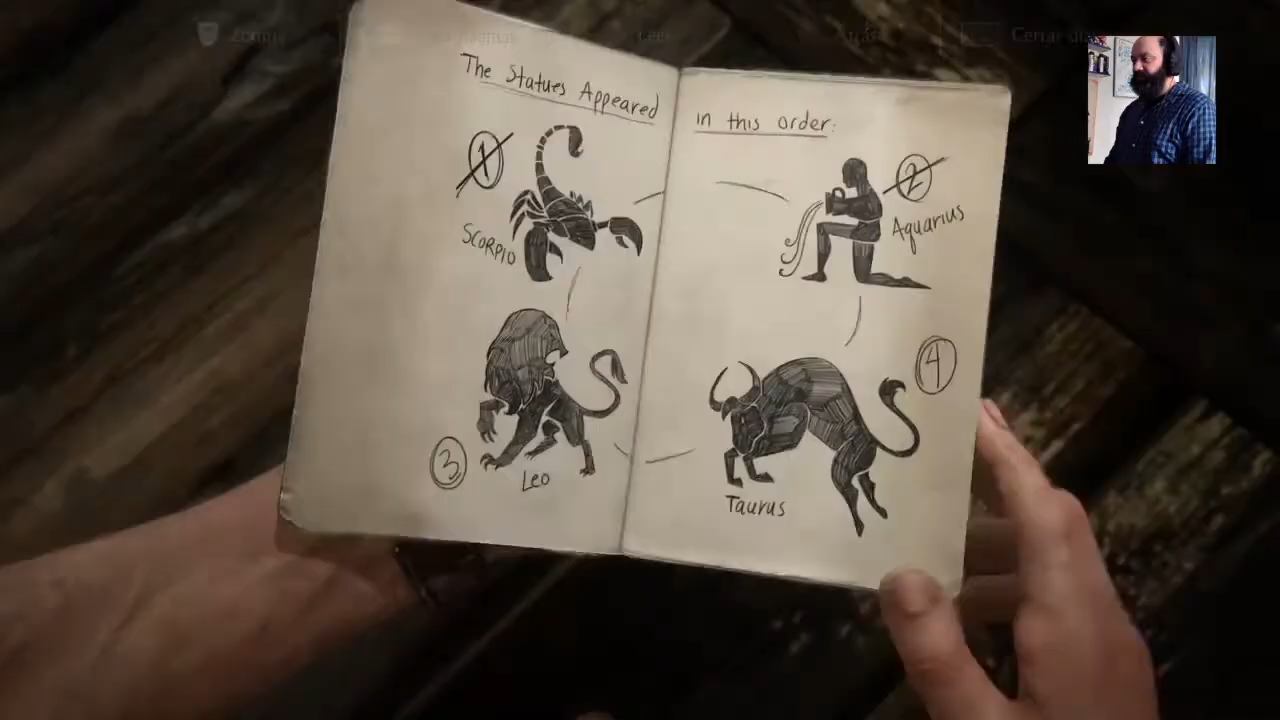 The Statues Appeared
in this order:
1
Scorpio
2
Aquarius
3
Leo
4
Taurus